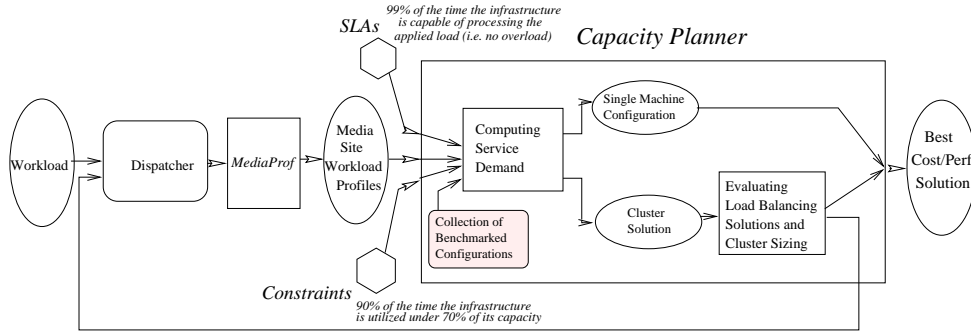 99% of the time the infrastructure
is capable of processing the
applied load (i.e. no overload)
SLAs
Capacity Planner
Workload
Dispatcher
MediaProf
Media
Site
Workload
Profiles
Computing
Service
Demand
Single Machine
Configuration
Best
Cost/Perf
Solution
Collection of
Benchmarked
Configurations
Cluster
Solution
Evaluating
Load Balancing
Solutions and
Cluster Sizing
Constraints
90% of the time the infrastructure
is utilized under 70% of its capacity